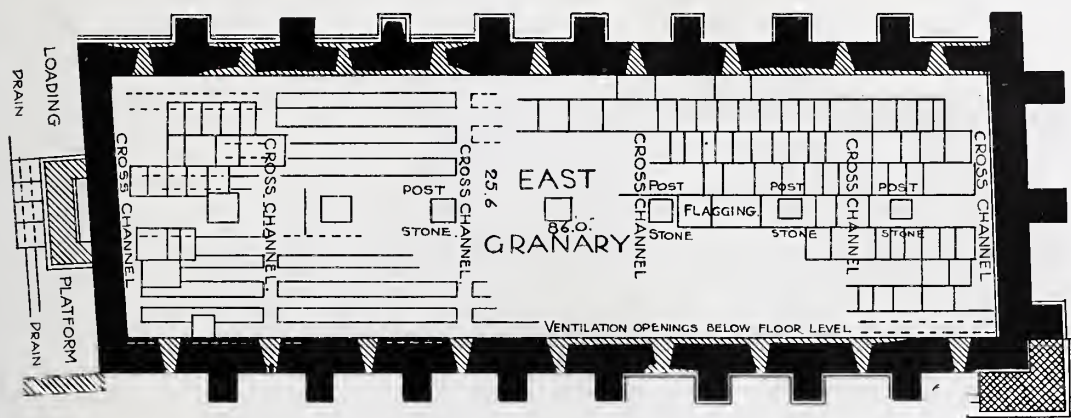 LOADING
DRAIN
PLATFORM
DRAIN
CROSS CHANNEL
CROSS CHANNEL.
POST
STONE.
CROSS CHANNEL
25.6
EAST
86.0.
GRANARY
CROSS CHANNEL
POST
STONE
FLAGGING.
POST
STONE
CROSS CHANNEL
POST
STONE
CROSS CHANNEL
VENTILATION OPENINGS BELOW FLOOR LEVEL